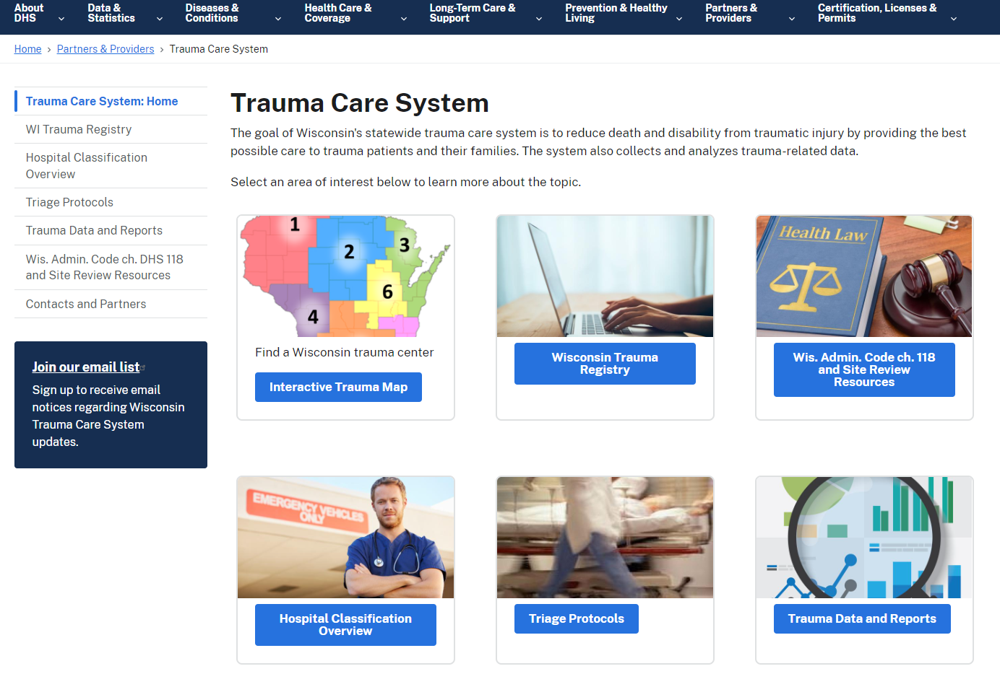 About
DHS
Data &
Statistics
Diseases &
Conditions
Health Care &
Coverage
Long-Term Care &
Support
Prevention & Healthy
Living
Partners &
Providers
Certification, Licenses &
Permits
Home › Partners & Providers › Trauma Care System
Trauma Care System: Home
WI Trauma Registry
Hospital Classification
Overview
Triage Protocols
Trauma Data and Reports
Wis. Admin. Code ch. DHS 118
and Site Review Resources
Contacts and Partners
Join our email list
Sign up to receive email
notices regarding Wisconsin
Trauma Care System
updates.
Trauma Care System
The goal of Wisconsin's statewide trauma care system is to reduce death and disability from traumatic injury by providing the best
possible care to trauma patients and their families. The system also collects and analyzes trauma-related data.
Select an area of interest below to learn more about the topic.
1
2
3
6
4
Find a Wisconsin trauma center
Interactive Trauma Map
Wisconsin Trauma
Registry
Health Law
Wis. Admin. Code ch. 118
and Site Review
Resources
EMERGENCY VEHICLES
ONLY
Hospital Classification
Overview
Triage Protocols
Trauma Data and Reports